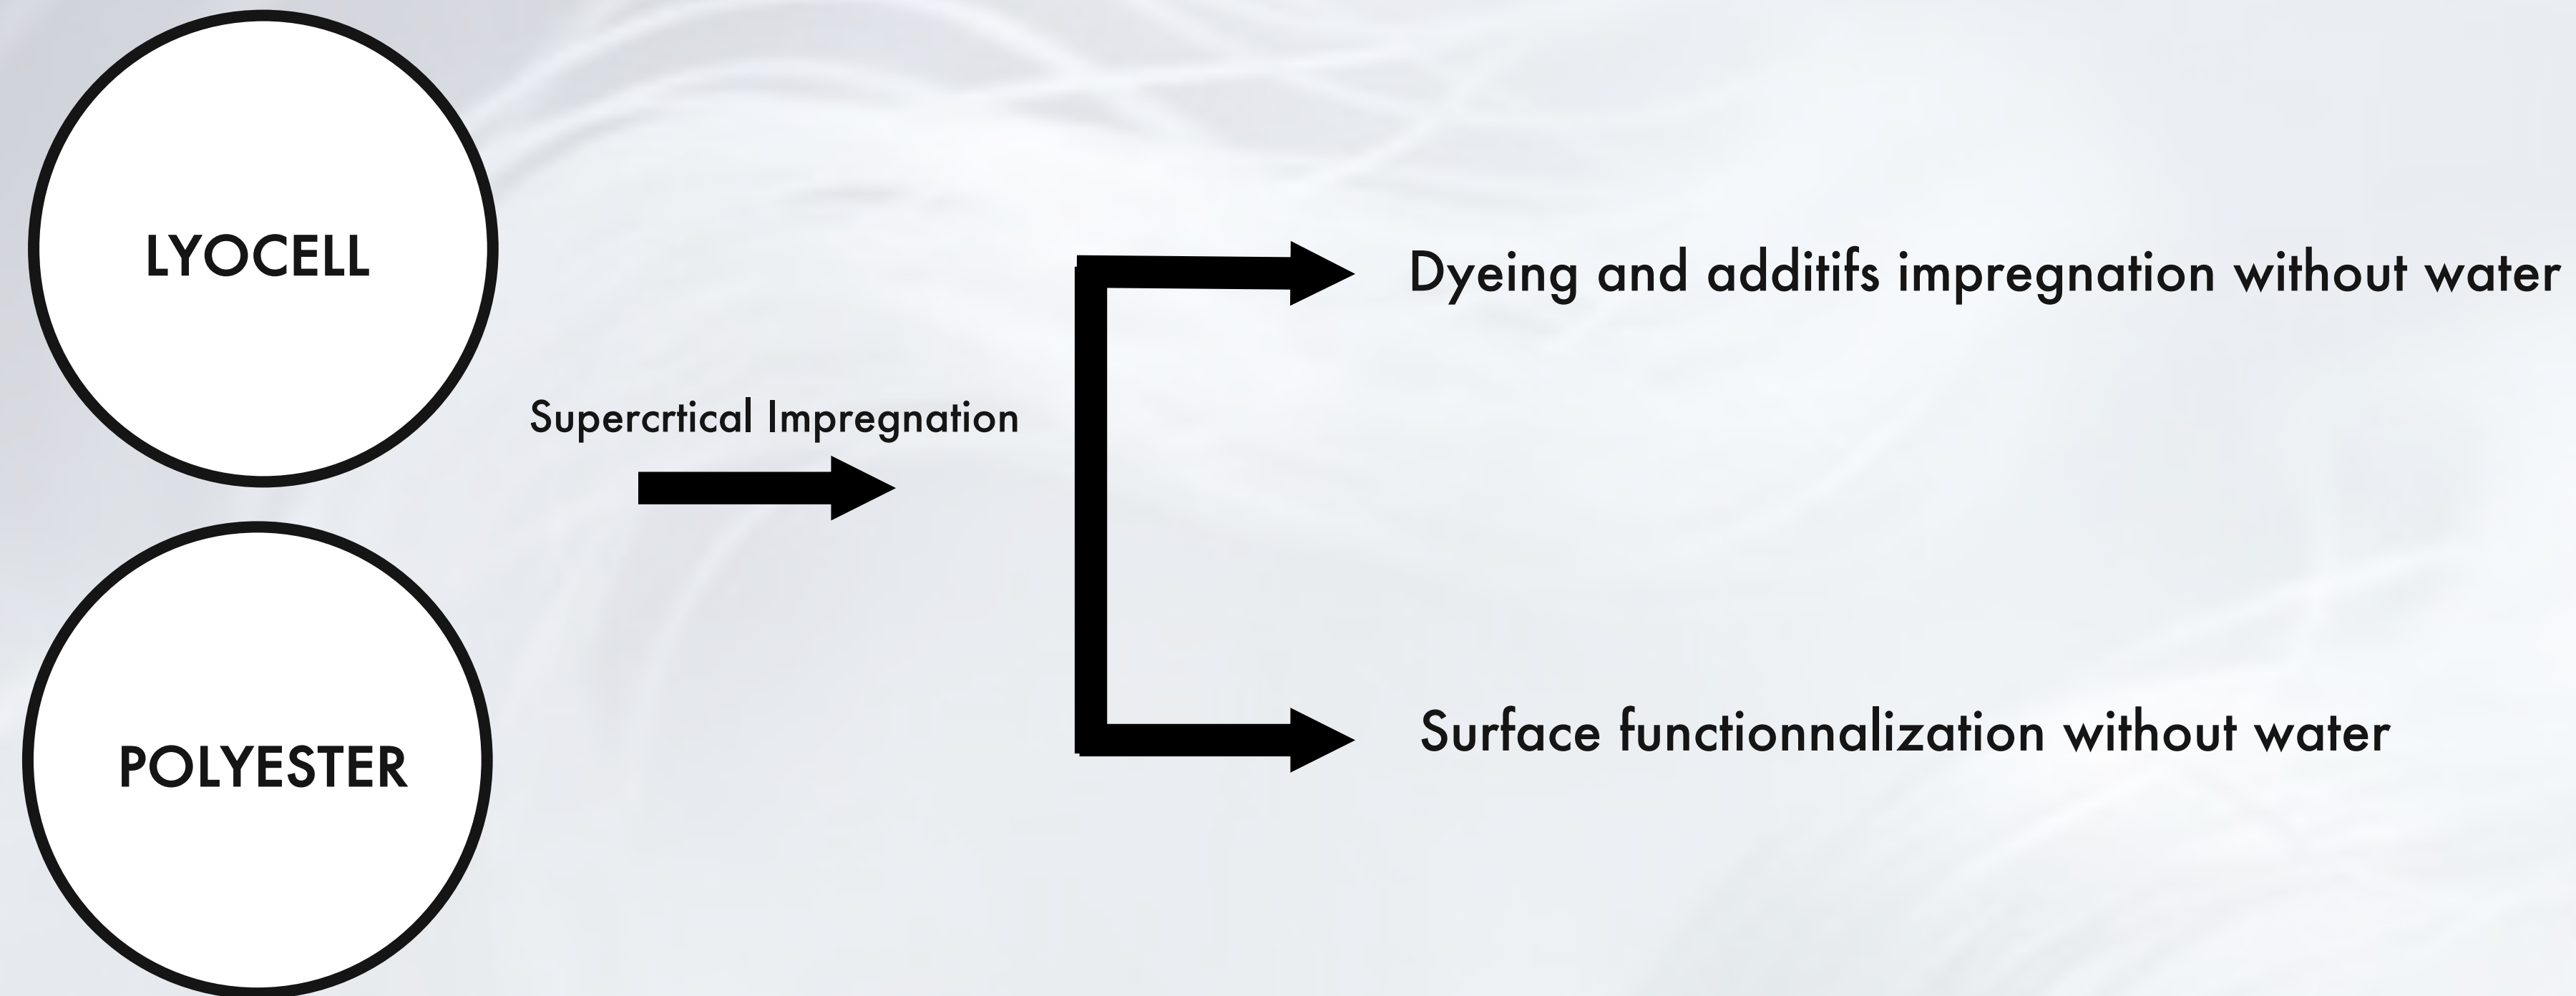 LYOCELL
Dyeing and additifs impregnation without water
Supercrtical Impregnation
Surface functionnalization without water
POLYESTER